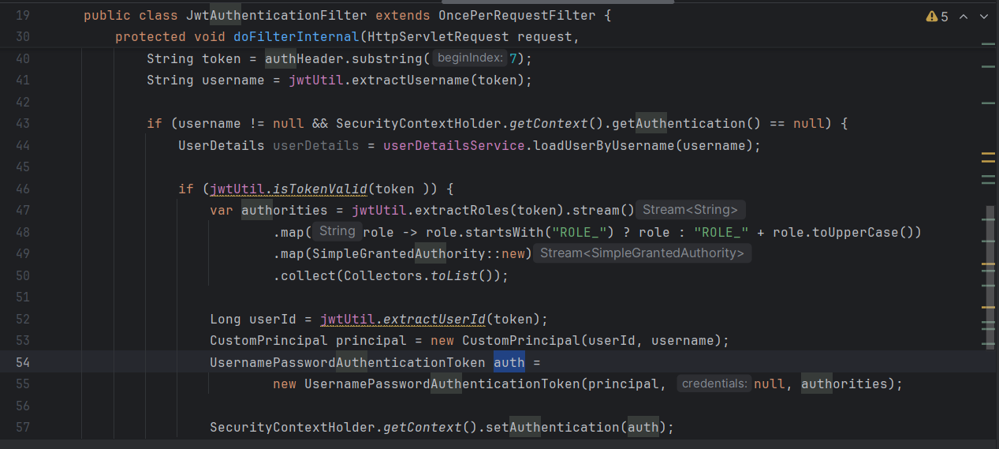 19 public class JwtAuthenticationFilter extends OncePerRequestFilter { 5
30 protected void doFilterInternal(HttpServletRequest request,
40 String token = authHeader.substring( beginIndex: 7);
41 String username = jwtUtil.extractUsername(token);
42
43 if (username != null && SecurityContextHolder.getContext().getAuthentication() == null) {
44 UserDetails userDetails = userDetailsService.loadUserByUsername(username);
45
46 if (jwtUtil.isTokenValid(token )) {
47 var authorities = jwtUtil.extractRoles(token).stream() Stream<String>
48 .map( String role -> role.startsWith("ROLE_") ? role : "ROLE_" + role.toUpperCase())
49 .map(SimpleGrantedAuthority::new) Stream<SimpleGrantedAuthority>
50 .collect(Collectors.toList());
51
52 Long userId = jwtUtil.extractUserId(token);
53 CustomPrincipal principal = new CustomPrincipal(userId, username);
54 UsernamePasswordAuthenticationToken auth =
55 new UsernamePasswordAuthenticationToken(principal, credentials: null, authorities);
56
57 SecurityContextHolder.getContext().setAuthentication(auth);